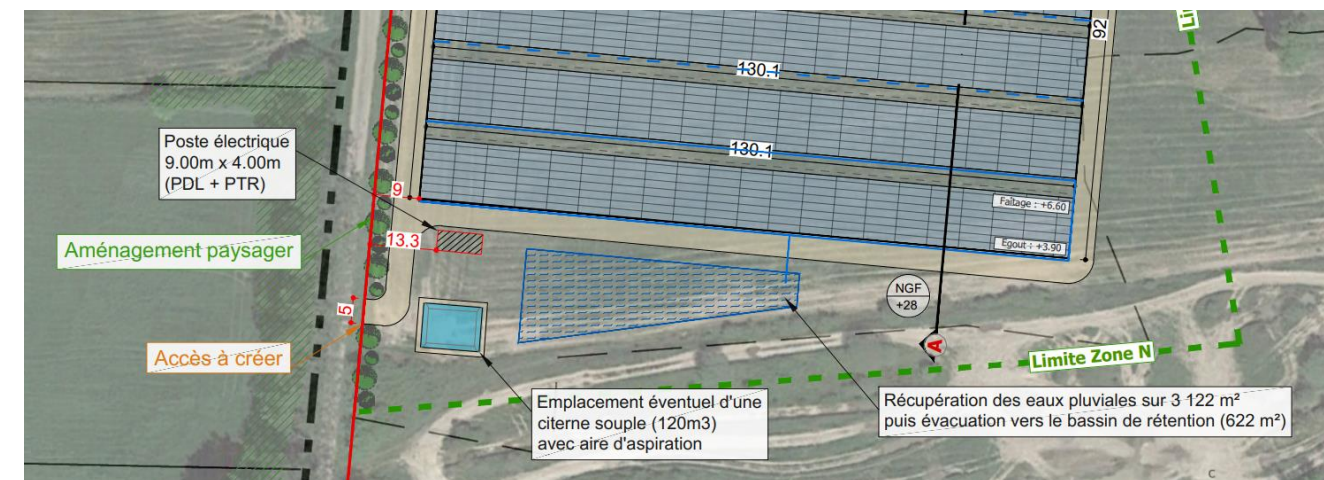 Li
92
130.1
130.1
Poste électrique
9.00m x 4.00m
(PDL + PTR)
9
Faîtage : +6.60
13,3
Egout : +3.90
Aménagement paysager
NGF
+28
5
A
Accès à créer
Limite Zone N
Emplacement éventuel d'une
citerne souple (120m3)
avec aire d'aspiration
Récupération des eaux pluviales sur 3 122 m²
puis évacuation vers le bassin de rétention (622 m²)
C